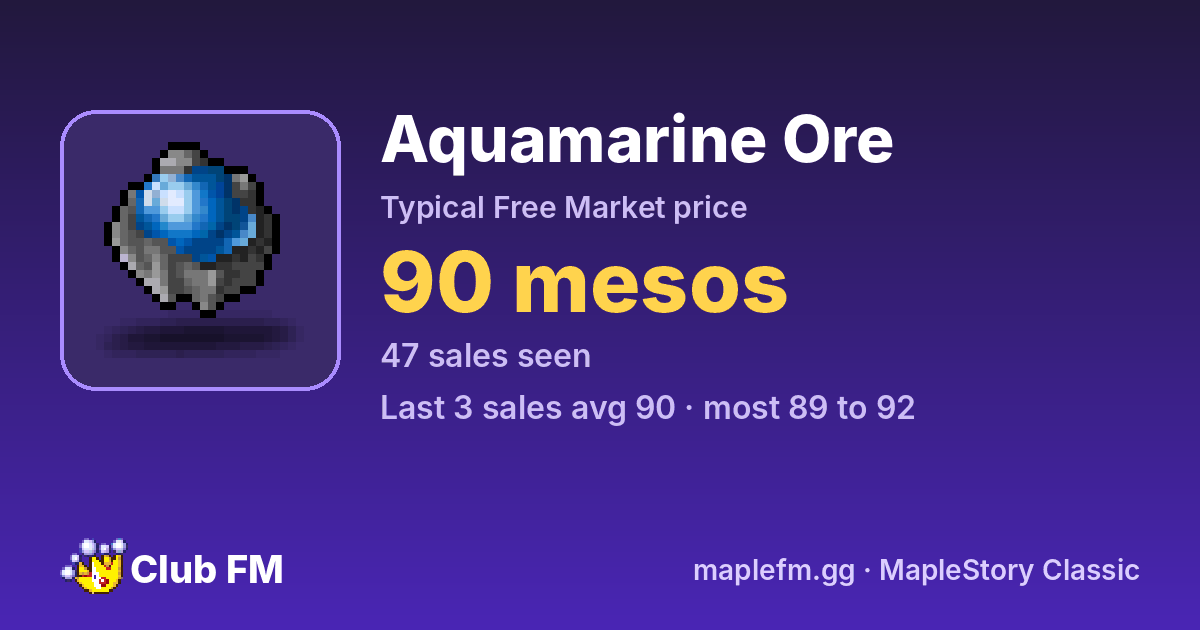 Aquamarine Ore
Typical Free Market price
90 mesos
47 sales seen
Last 3 sales avg 90 · most 89 to 92
Club FM
maplefm.gg · MapleStory Classic